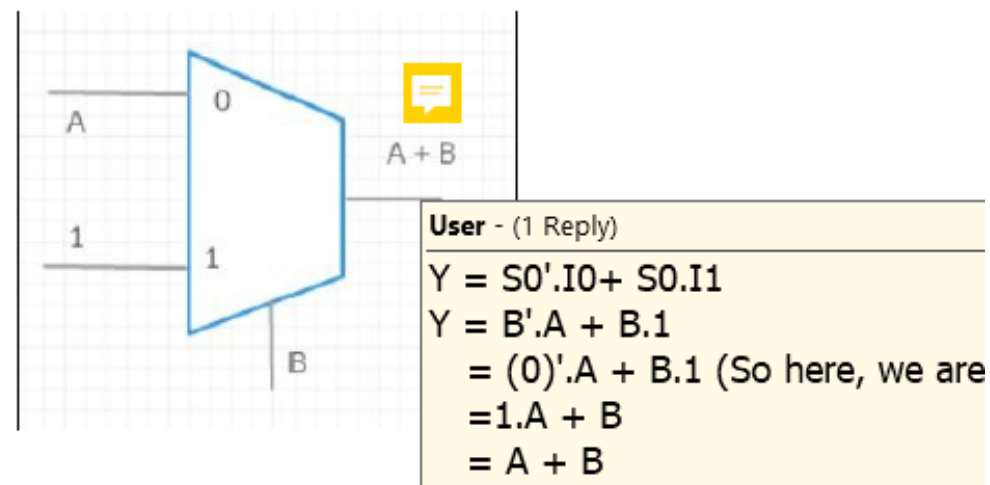 A
0
A + B
1
1
B
User - (1 Reply)
Y = S0'.I0+ S0.I1
Y = B'.A + B.1
= (0)'.A + B.1 (So here, we are
=1.A + B
= A + B